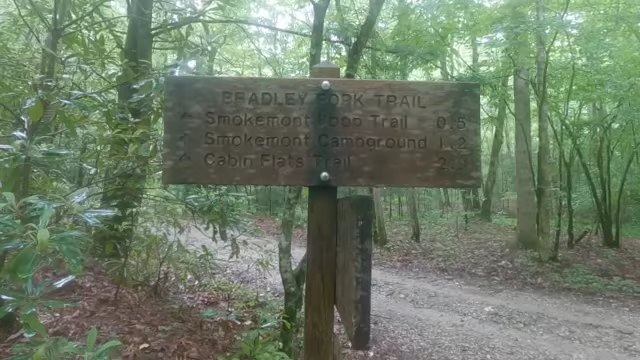 BRADLEY FORK TRAIL
Smokemont Loop Trail 0.5
Smokemont Campground 1.2
Cabin Flats Trail